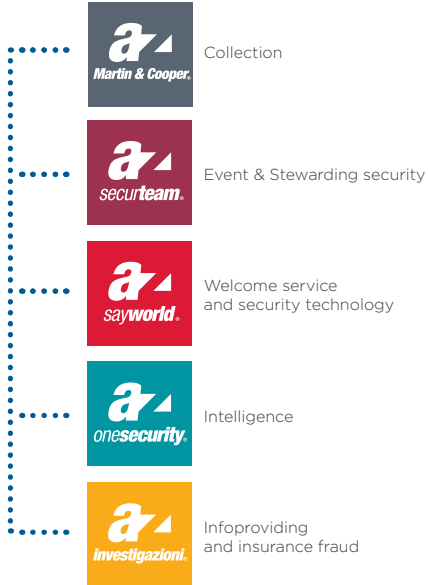 a
Martin & Cooper®
Collection
a
securteam®
Event & Stewarding security
a
sayworld®
Welcome service
and security technology
a
onesecurity®
Intelligence
a
investigazioni®
Infoproviding
and insurance fraud